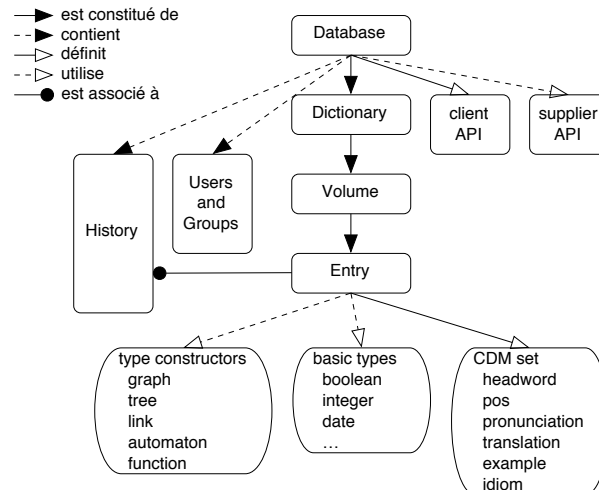 est constitué de
contient
définit
utilise
est associé à
Database
Dictionary
client
API
supplier
API
Users
and
Groups
Volume
History
Entry
type constructors
graph
tree
link
automaton
function
basic types
boolean
integer
date
...
CDM set
headword
pos
pronunciation
translation
example
idiom